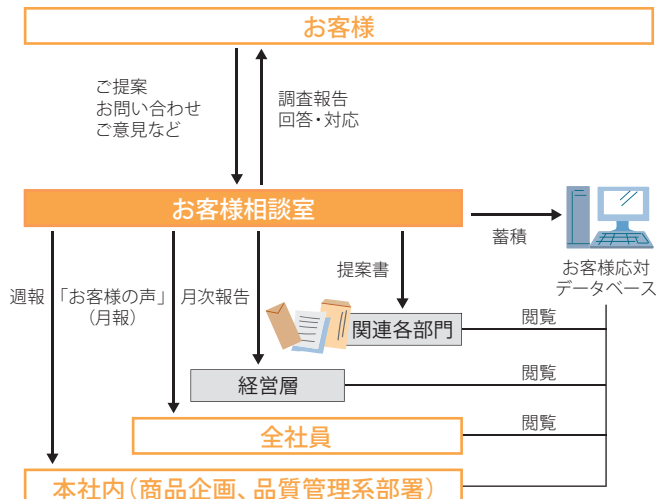 お客様
ご提案
お問い合わせ
ご意見など
調査報告
回答・対応
お客様相談室
蓄積
お客様応対
データベース
週報
「お客様の声」
(月報)
月次報告
提案書
関連各部門
閲覧
経営層
閲覧
全社員
閲覧
本社内(商品企画、品質管理系部署)